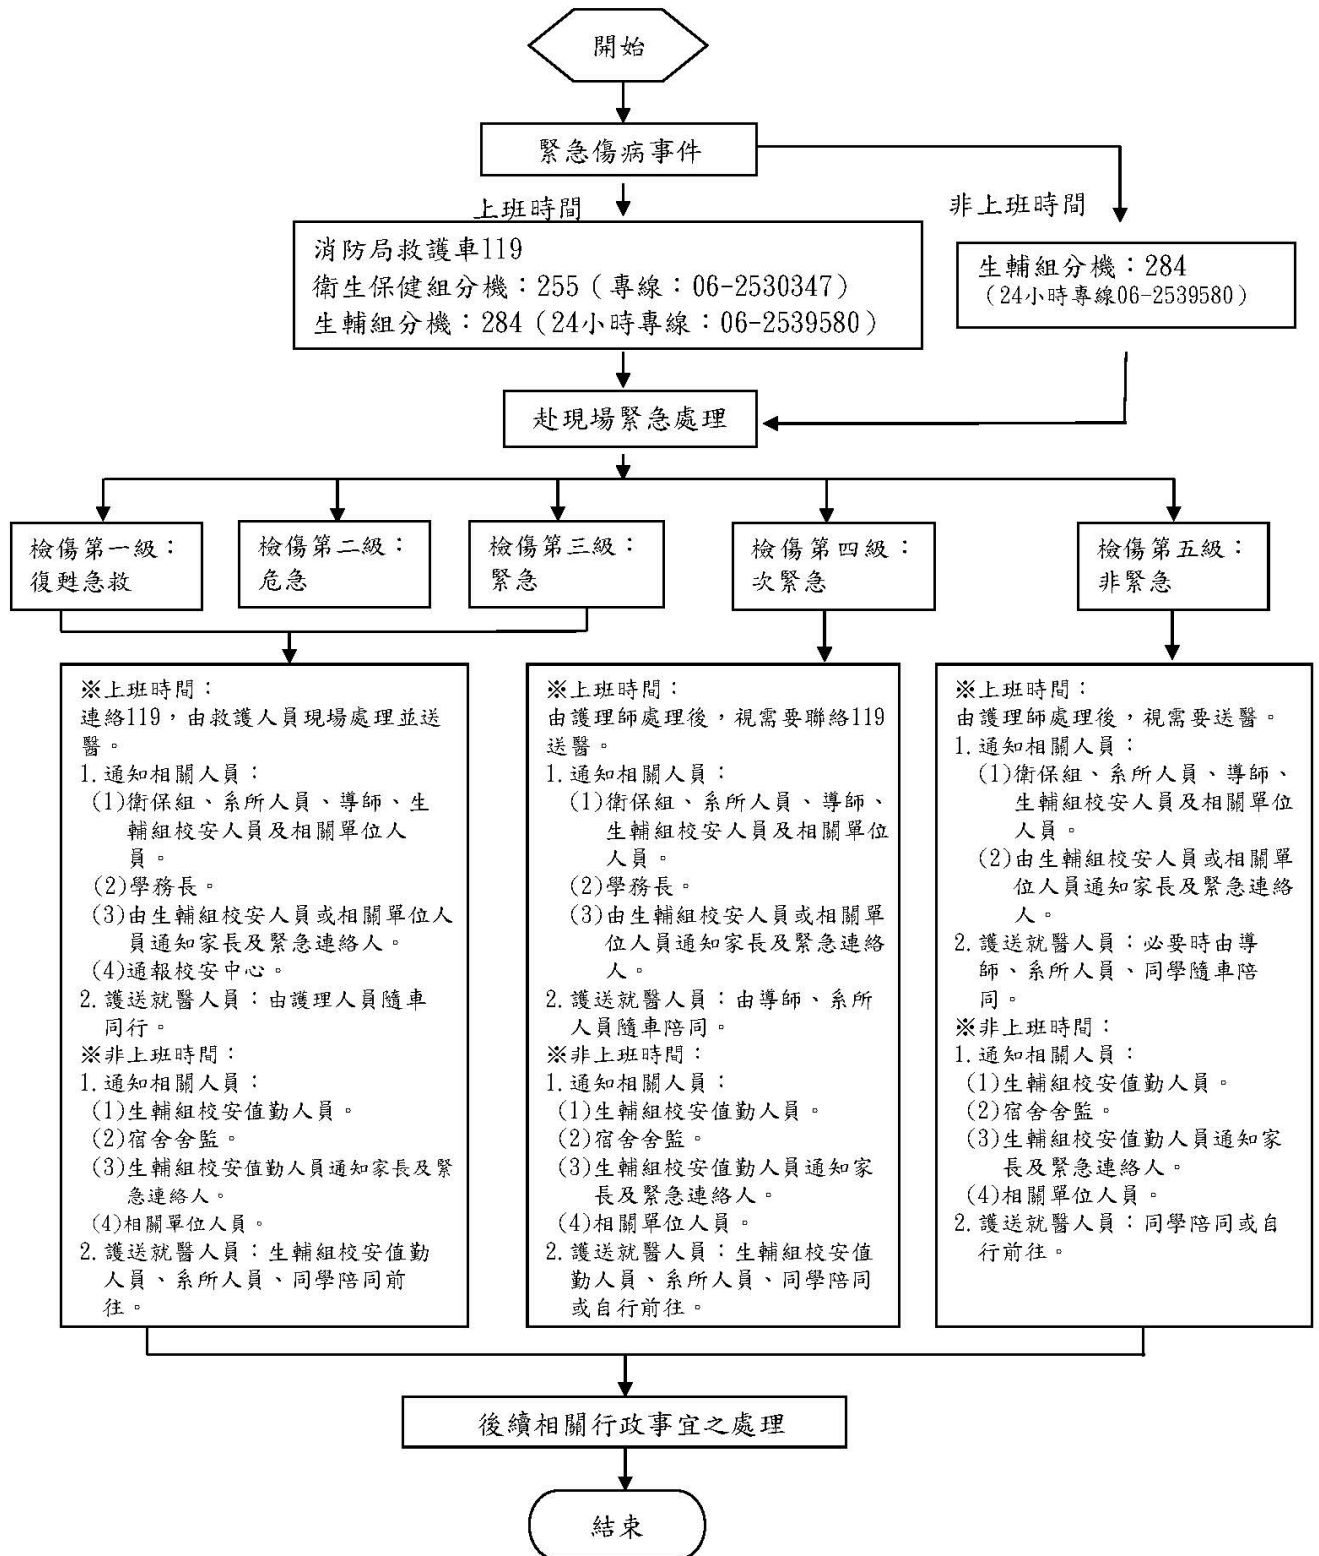 開始
緊急傷病事件
上班時間
非上班時間
消防局救護車119
衛生保健組分機：255（專線：06-2530347）
生輔組分機：284（24小時專線：06-2539580）
生輔組分機：284
（24小時專線06-2539580）
赴現場緊急處理
檢傷第一級：
復甦急救
檢傷第二級：
危急
檢傷第三級：
緊急
檢傷第四級：
次緊急
檢傷第五級：
非緊急
※上班時間：
連絡119，由救護人員現場處理並送
醫。
1.通知相關人員：
(1)衛保組、系所人員、導師、生
輔組校安人員及相關單位人
員。
(2)學務長。
(3)由生輔組校安人員或相關單位人
員通知家長及緊急連絡人。
(4)通報校安中心。
2.護送就醫人員：由護理人員隨車
同行。
※非上班時間：
1.通知相關人員：
(1)生輔組校安值勤人員。
(2)宿舍舍監。
(3)生輔組校安值勤人員通知家長及緊
急連絡人。
(4)相關單位人員。
2.護送就醫人員：生輔組校安值勤
人員、系所人員、同學陪同前
往。
※上班時間：
由護理師處理後，視需要聯絡119
送醫。
1.通知相關人員：
(1)衛保組、系所人員、導師、
生輔組校安人員及相關單位
人員。
(2)學務長。
(3)由生輔組校安人員或相關單
位人員通知家長及緊急連絡
人。
2.護送就醫人員：由導師、系所
人員隨車陪同。
※非上班時間：
1.通知相關人員：
(1)生輔組校安值勤人員。
(2)宿舍舍監。
(3)生輔組校安值勤人員通知家
長及緊急連絡人。
(4)相關單位人員。
2.護送就醫人員：生輔組校安值
勤人員、系所人員、同學陪同
或自行前往。
※上班時間：
由護理師處理後，視需要送醫。
1.通知相關人員：
(1)衛保組、系所人員、導師、
生輔組校安人員及相關單位
人員。
(2)由生輔組校安人員或相關單
位人員通知家長及緊急連絡
人。
2.護送就醫人員：必要時由導
師、系所人員、同學隨車陪
同。
※非上班時間：
1.通知相關人員：
(1)生輔組校安值勤人員。
(2)宿舍舍監。
(3)生輔組校安值勤人員通知家
長及緊急連絡人。
(4)相關單位人員。
2.護送就醫人員：同學陪同或自
行前往。
後續相關行政事宜之處理
結束